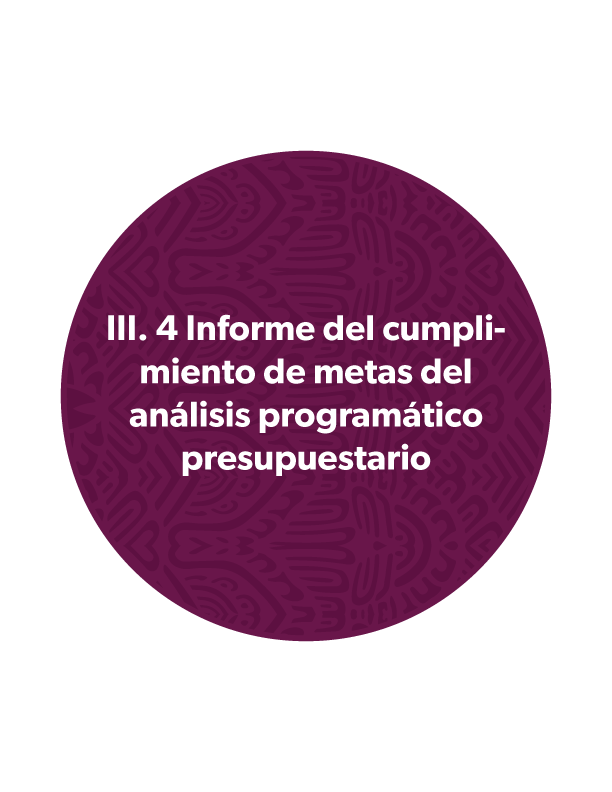 III. 4 Informe del cumpli-
miento de metas del
análisis programático
presupuestario